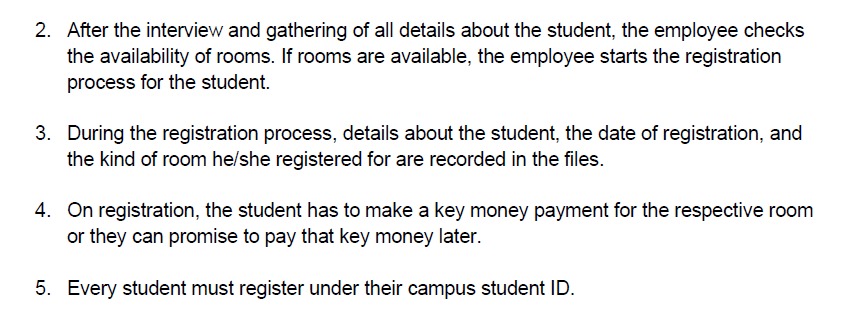 2. After the interview and gathering of all details about the student, the employee checks
the availability of rooms. If rooms are available, the employee starts the registration
process for the student.
3. During the registration process, details about the student, the date of registration, and
the kind of room he/she registered for are recorded in the files.
4. On registration, the student has to make a key money payment for the respective room
or they can promise to pay that key money later.
5. Every student must register under their campus student ID.